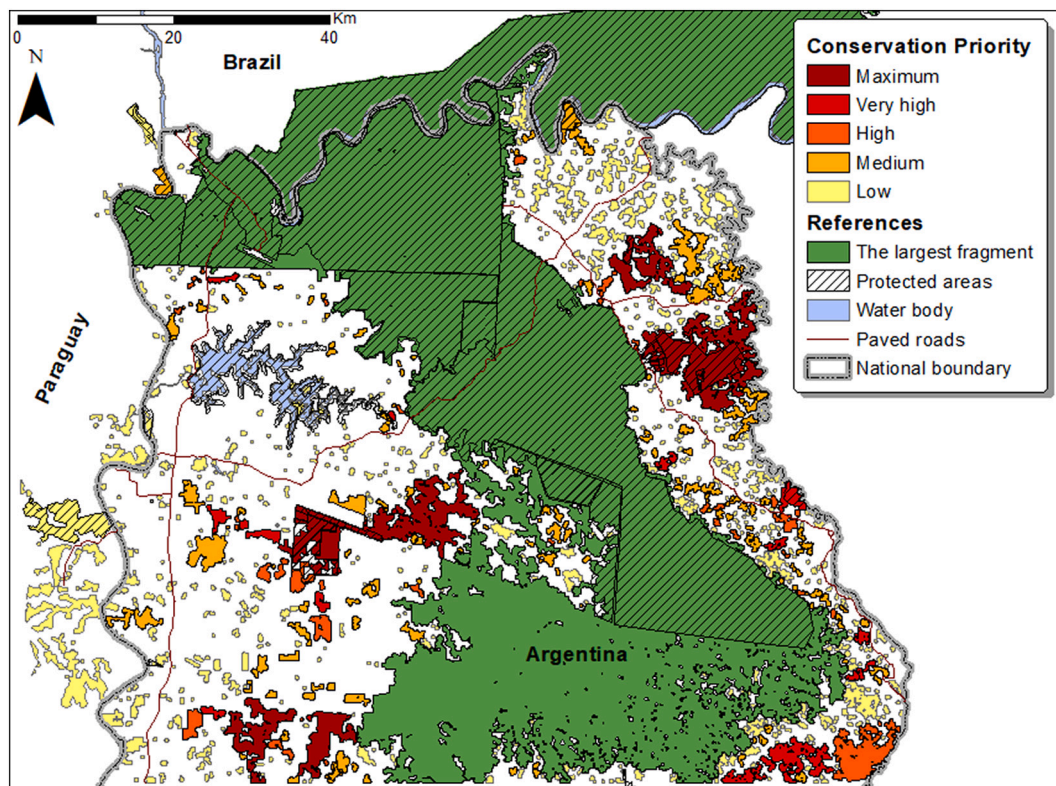 Km
0 20 40
N
Brazil
Paraguay
Argentina
Conservation Priority
Maximum
Very high
High
Medium
Low
References
The largest fragment
Protected areas
Water body
Paved roads
National boundary